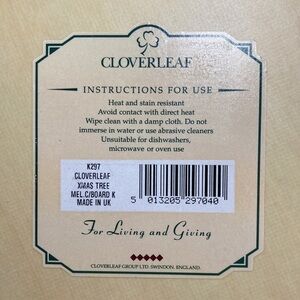 CLOVERLEAF
INSTRUCTIONS FOR USE
Heat and stain resistant
Avoid contact with direct heat
Wipe clean with a damp cloth. Do not
immerse in water or use abrasive cleaners
Unsuitable for dishwashers,
microwave or oven use
K297
CLOVERLEAF
XMAS TREE
MEL.C/BOARD K
MADE IN UK
5 013205 297040
For Living and Giving
CLOVERLEAF GROUP LTD. SWINDON. ENGLAND.